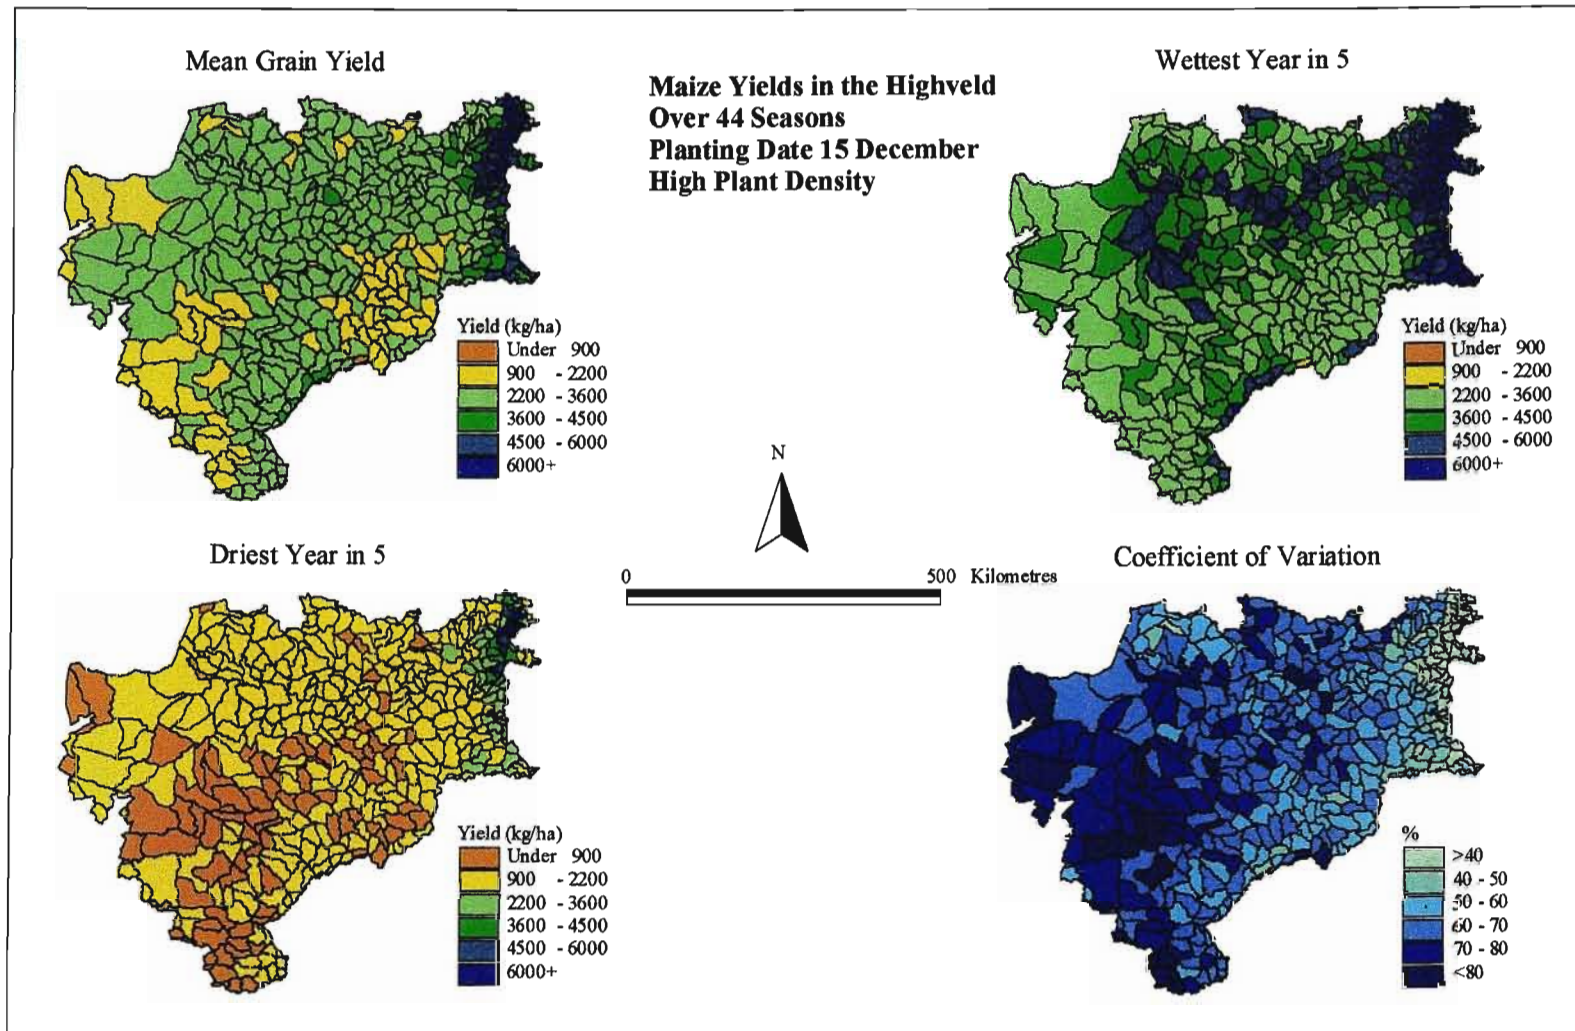 Mean Grain Yield
Maize Yields in the Highveld
Over 44 Seasons
Planting Date 15 December
High Plant Density
Wettest Year in 5
Yield (kg/ha)
Under 900
900 - 2200
2200 - 3600
3600 - 4500
4500 - 6000
6000+
Yield (kg/ha)
Under 900
900 - 2200
2200 - 3600
3600 - 4500
4500 - 6000
6000+
N
0 500 Kilometres
Driest Year in 5
Coefficient of Variation
Yield (kg/ha)
Under 900
900 - 2200
2200 - 3600
3600 - 4500
4500 - 6000
6000+
%
>40
40 - 50
50 - 60
60 - 70
70 - 80
<80